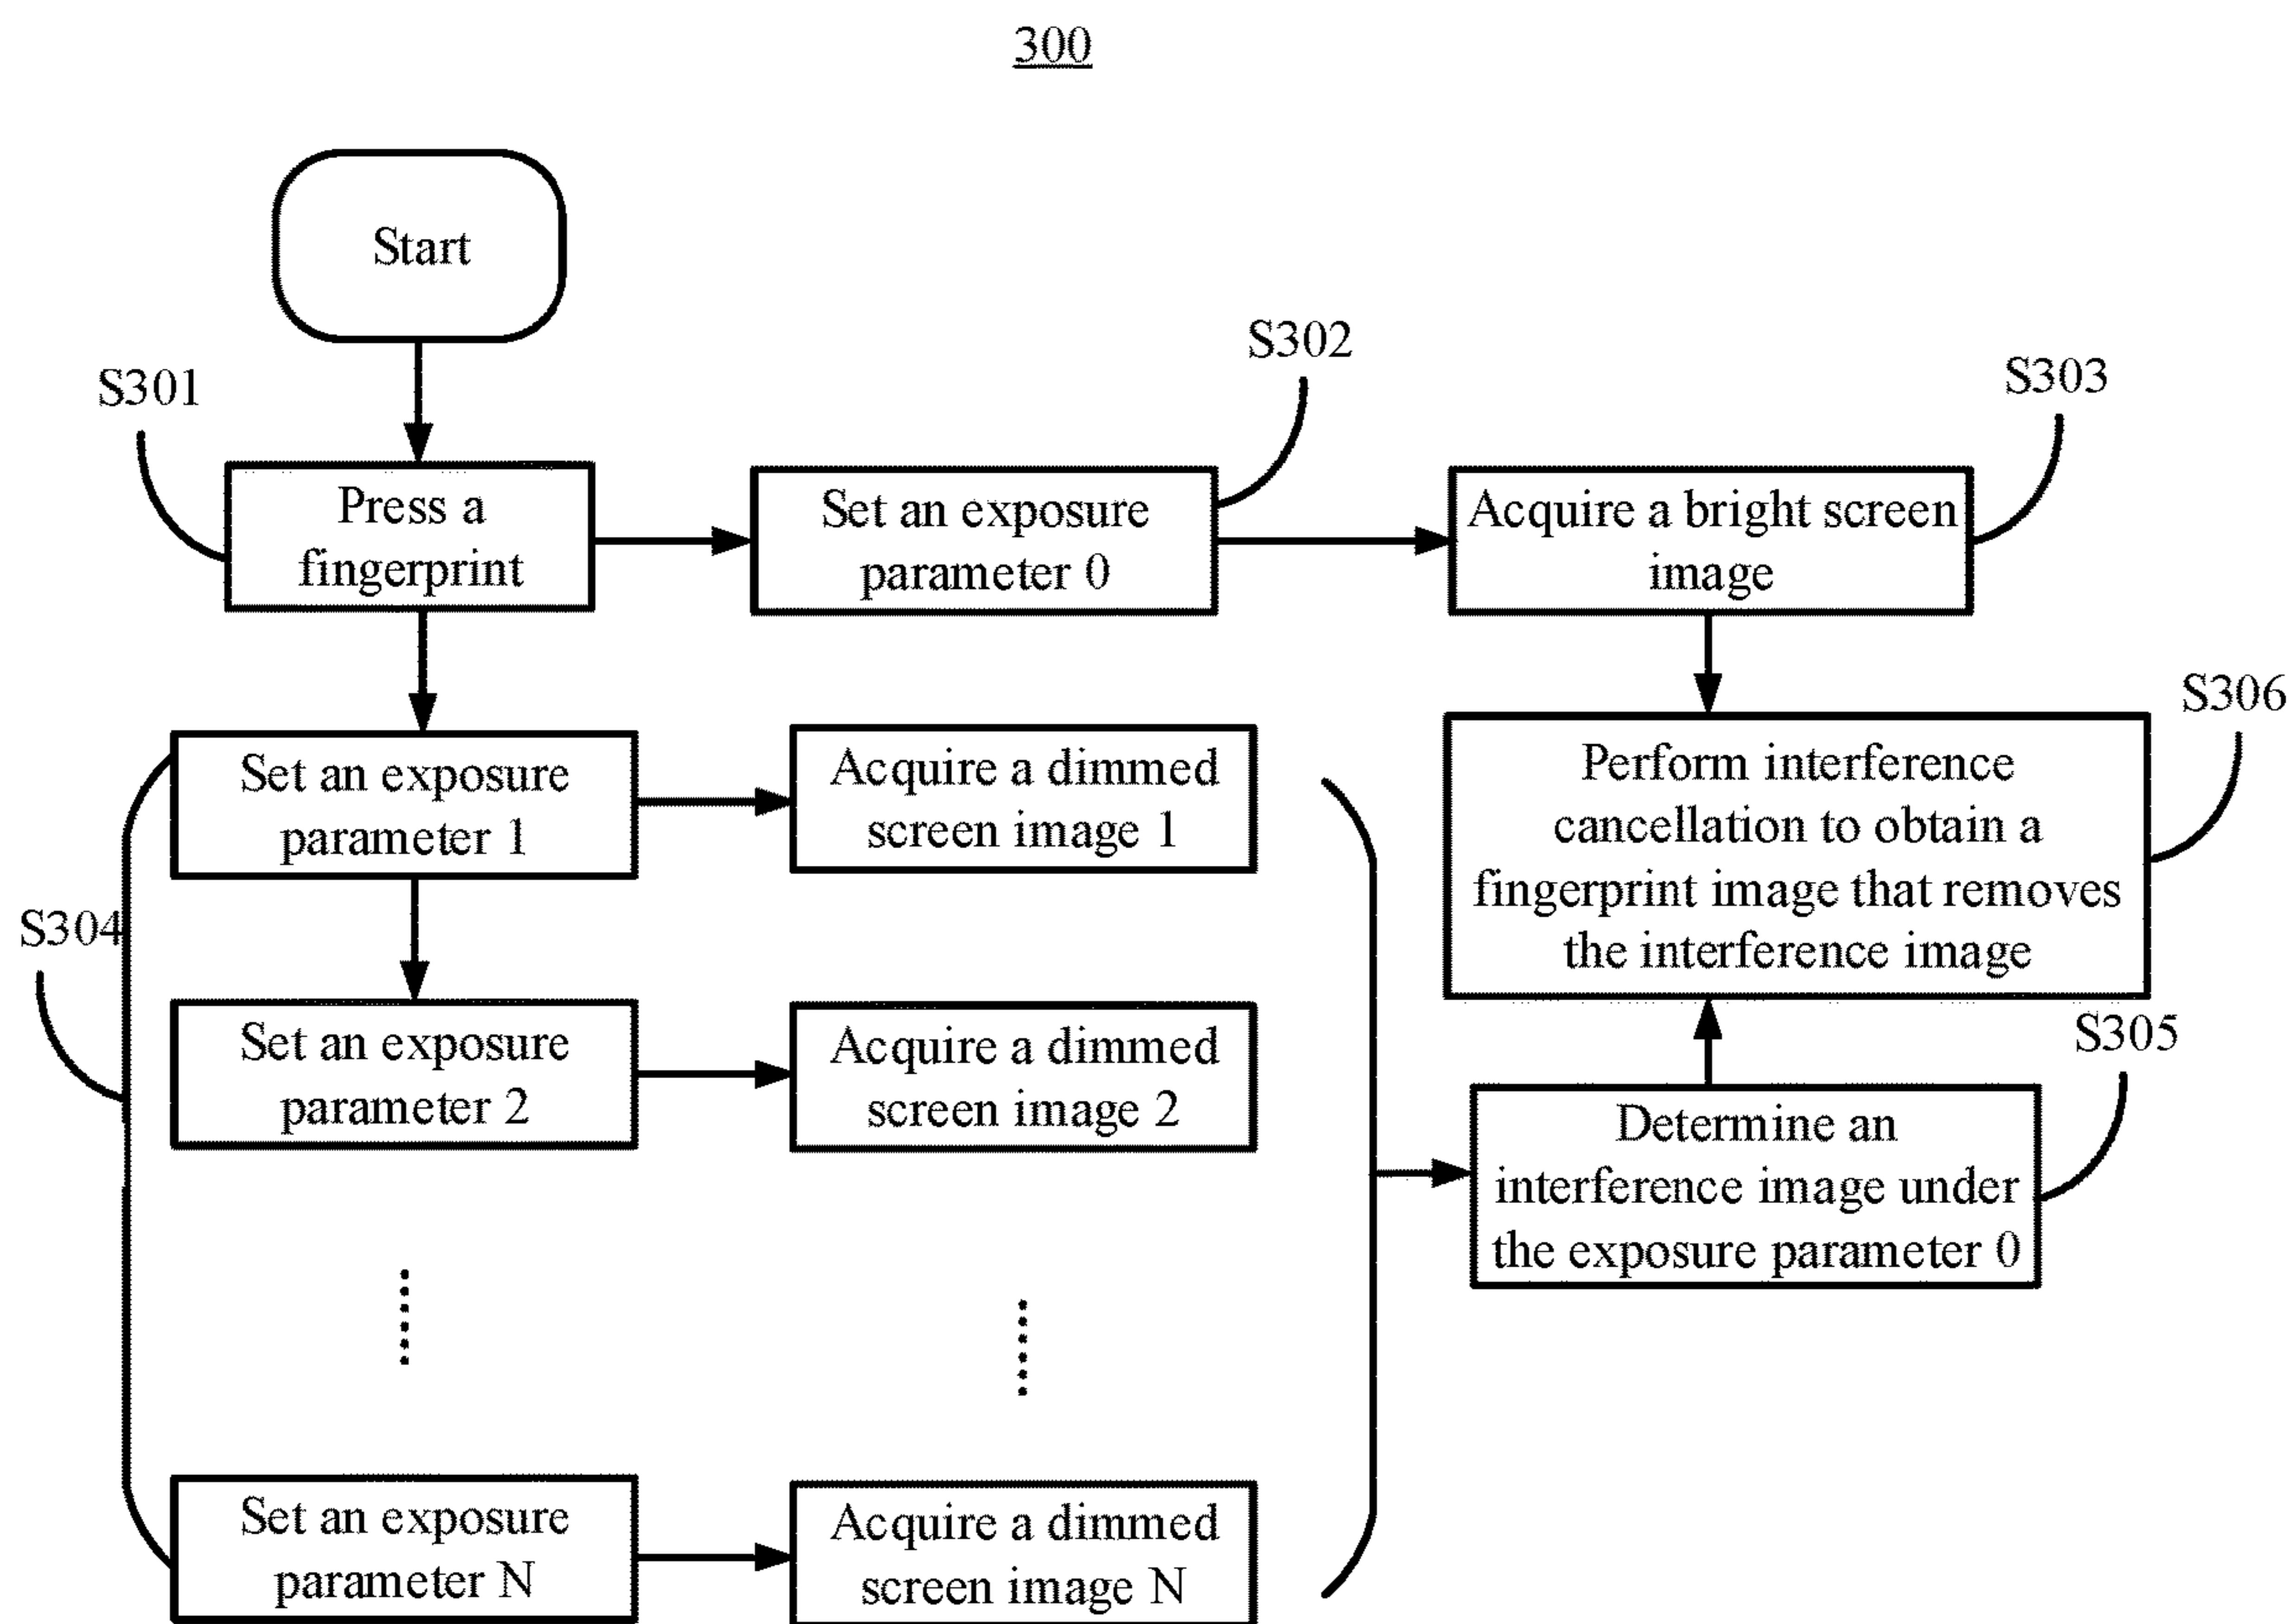 300
Start
S301
S302
S303
Press a
fingerprint
Set an exposure
parameter 0
Acquire a bright screen
image
S306
Set an exposure
parameter 1
Acquire a dimmed
screen image 1
Perform interference
cancellation to obtain a
fingerprint image that removes
the interference image
S304
Set an exposure
parameter 2
Acquire a dimmed
screen image 2
S305
Determine an
interference image under
the exposure parameter 0
Set an exposure
parameter N
Acquire a dimmed
screen image N